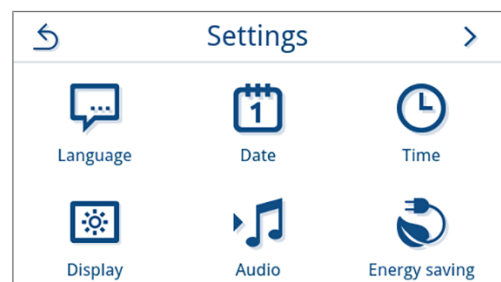 Settings
1
Language
Date
Time
Display
Audio
Energy saving